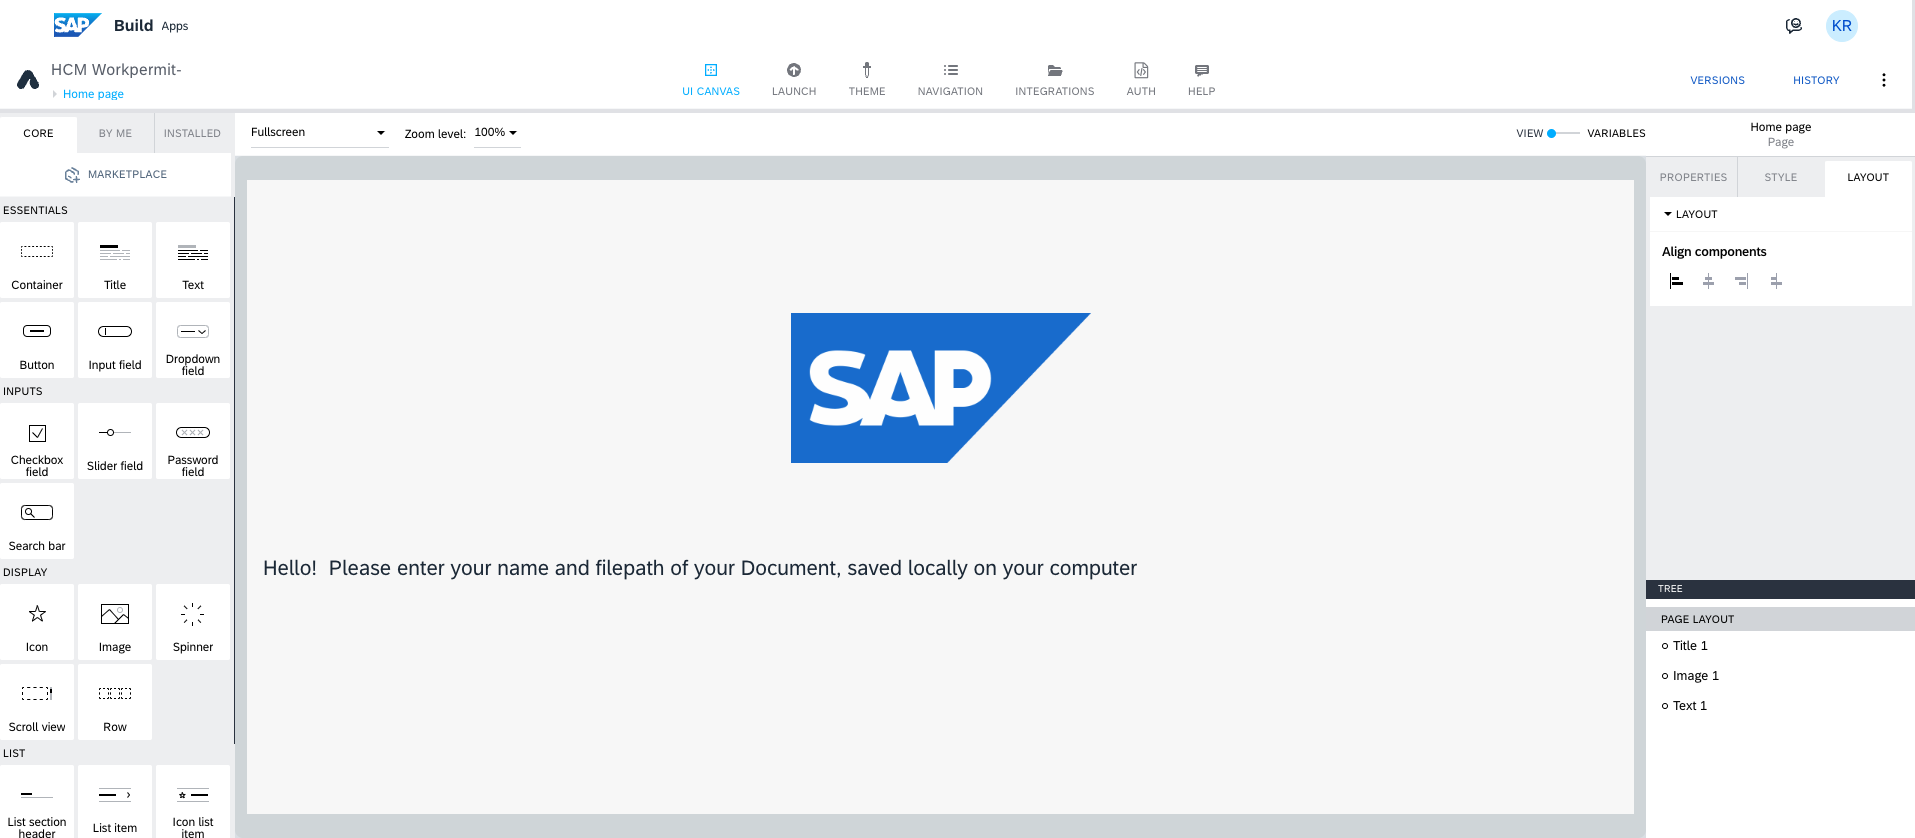 SAP Build Apps
KR
HCM Workpermit-
Home page
UI CANVAS
LAUNCH
THEME
NAVIGATION
INTEGRATIONS
AUTH
HELP
VERSIONS
HISTORY
CORE
BY ME
INSTALLED
Fullscreen
Zoom level: 100%
VIEW
VARIABLES
Home page
Page
MARKETPLACE
PROPERTIES
STYLE
LAYOUT
ESSENTIALS
Container
Title
Text
Button
Input field
Dropdown
field
INPUTS
Checkbox
field
Slider field
Password
field
Search bar
DISPLAY
Icon
Image
Spinner
Scroll view
Row
LIST
List section
header
List item
Icon list
item
SAP
Hello!  Please enter your name and filepath of your Document, saved locally on your computer
LAYOUT
Align components
TREE
PAGE LAYOUT
Title 1
Image 1
Text 1